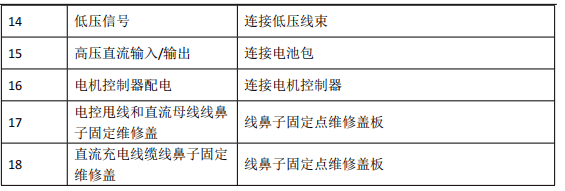 14 低压信号 连接低压线束
15 高压直流输入/输出 连接电池包
16 电机控制器配电 连接电机控制器
17 电控甩线和直流母线线鼻子固定维修盖 线鼻子固定点维修盖板
18 直流充电线缆线鼻子固定维修盖 线鼻子固定点维修盖板